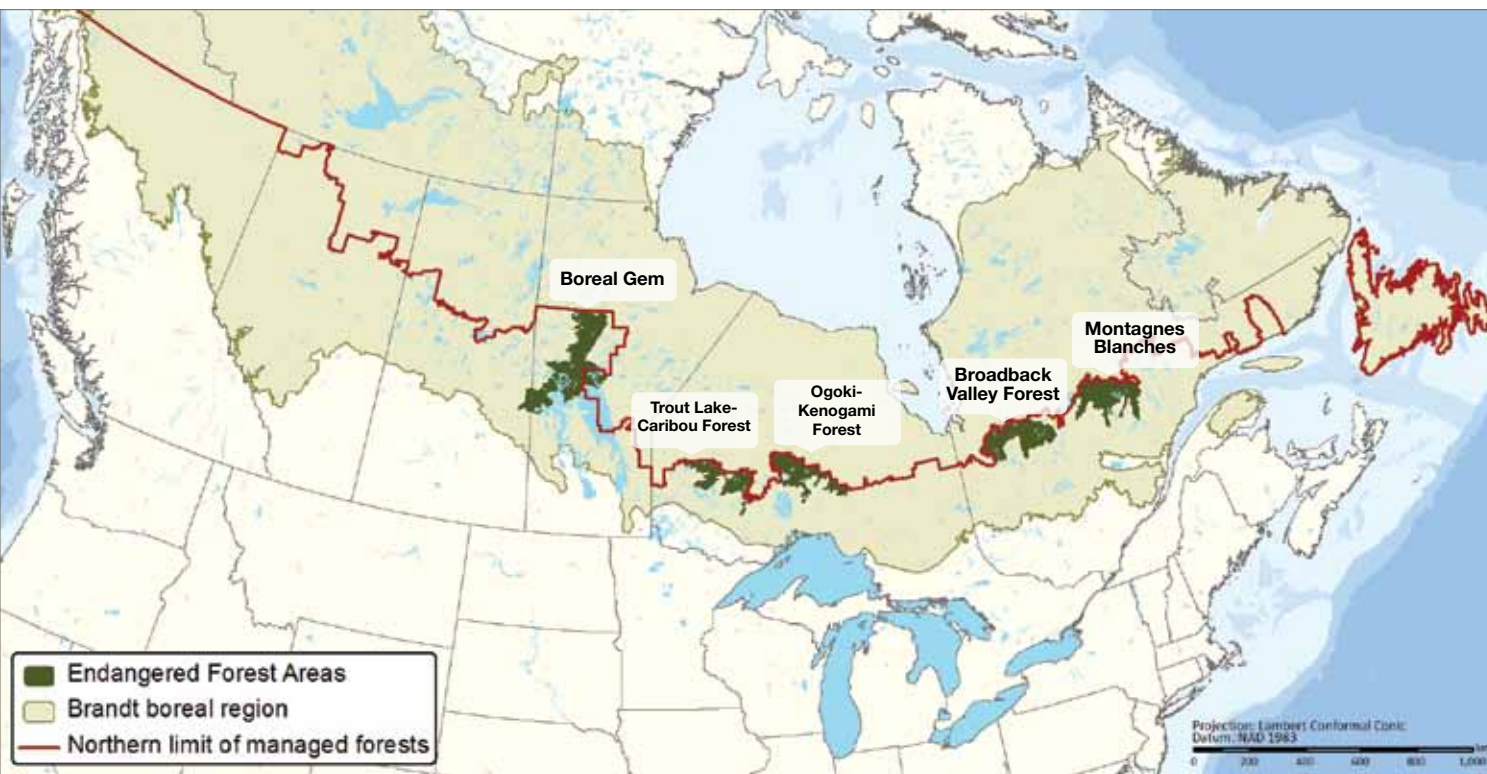 Boreal Gem
Montagnes
Blanches
Broadback
Valley Forest
Ogoki-
Kenogami
Forest
Trout Lake-
Caribou Forest
Endangered Forest Areas
Brandt boreal region
Northern limit of managed forests
Projection: Lambert Conformal Conic
Datum: NAD 1983
0 200 400 600 800 1,000